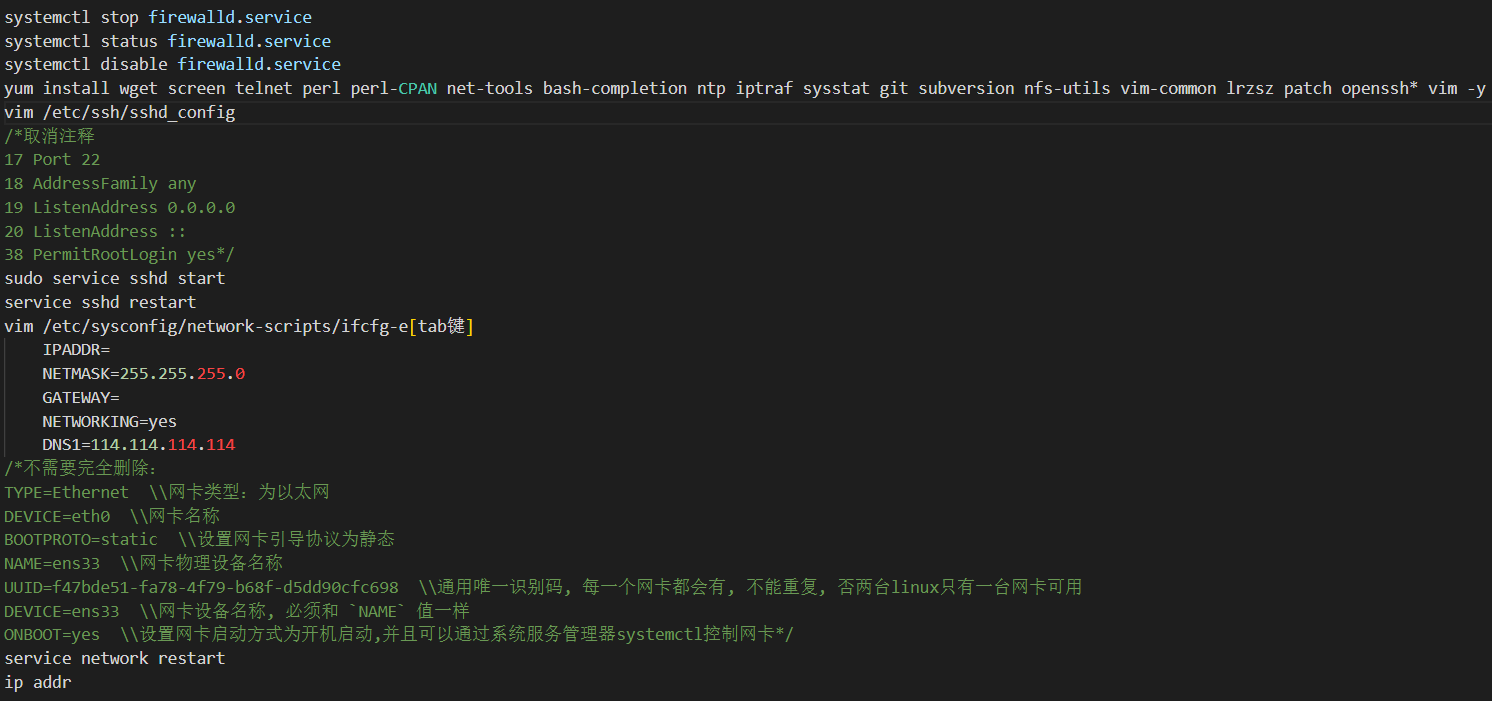 systemctl stop firewalld.service
systemctl status firewalld.service
systemctl disable firewalld.service
yum install wget screen telnet perl perl-CPAN net-tools bash-completion ntp iptraf sysstat git subversion nfs-utils vim-common lrzsz patch openssh* vim -y
vim /etc/ssh/sshd_config
/*取消注释
17 Port 22
18 AddressFamily any
19 ListenAddress 0.0.0.0
20 ListenAddress ::
38 PermitRootLogin yes*/
sudo service sshd start
service sshd restart
vim /etc/sysconfig/network-scripts/ifcfg-e[tab键]
    IPADDR=
    NETMASK=255.255.255.0
    GATEWAY=
    NETWORKING=yes
    DNS1=114.114.114.114
/*不需要完全删除：
TYPE=Ethernet  \\网卡类型：为以太网
DEVICE=eth0  \\网卡名称
BOOTPROTO=static  \\设置网卡引导协议为静态
NAME=ens33  \\网卡物理设备名称
UUID=f47bde51-fa78-4f79-b68f-d5dd90cfc698  \\通用唯一识别码, 每一个网卡都会有, 不能重复, 否两台linux只有一台网卡可用
DEVICE=ens33  \\网卡设备名称, 必须和 `NAME` 值一样
ONBOOT=yes  \\设置网卡启动方式为开机启动,并且可以通过系统服务管理器systemctl控制网卡*/
service network restart
ip addr